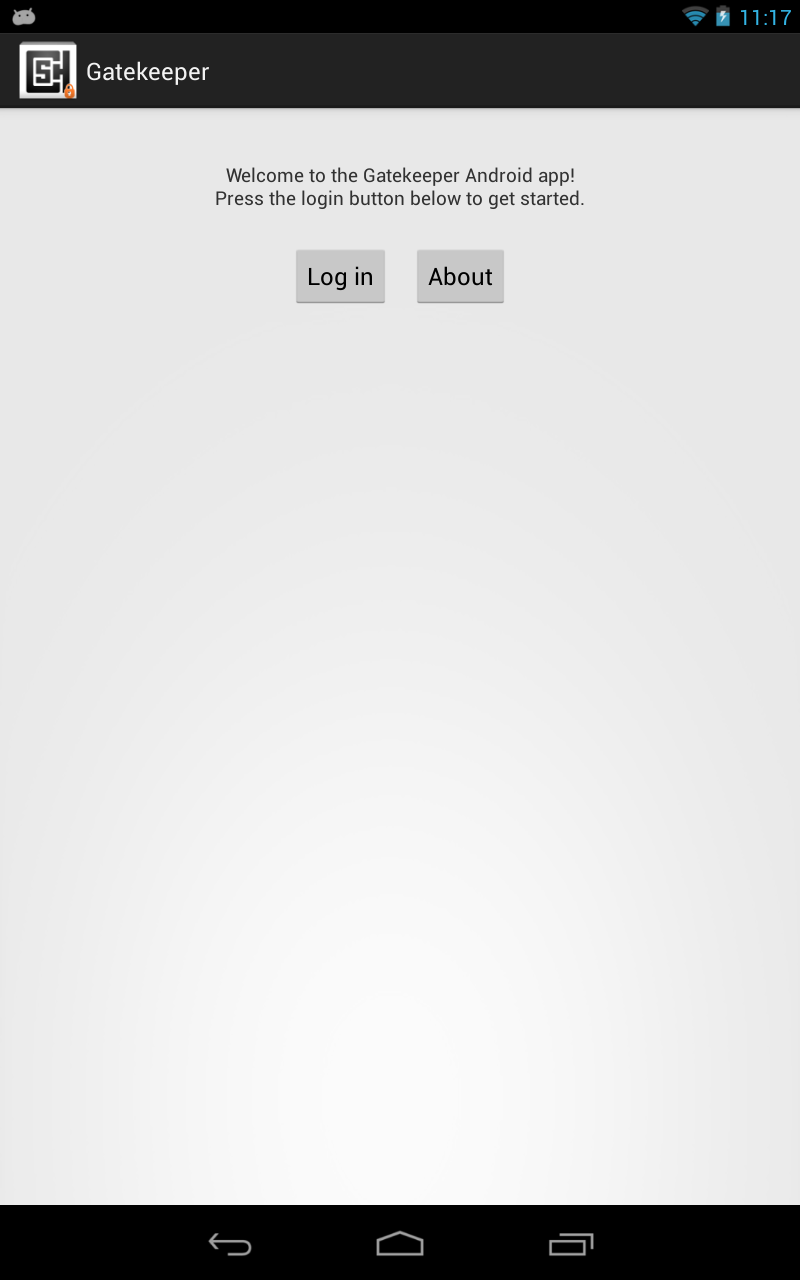 11:17
Gatekeeper
Welcome to the Gatekeeper Android app!
Press the login button below to get started.
Log in About